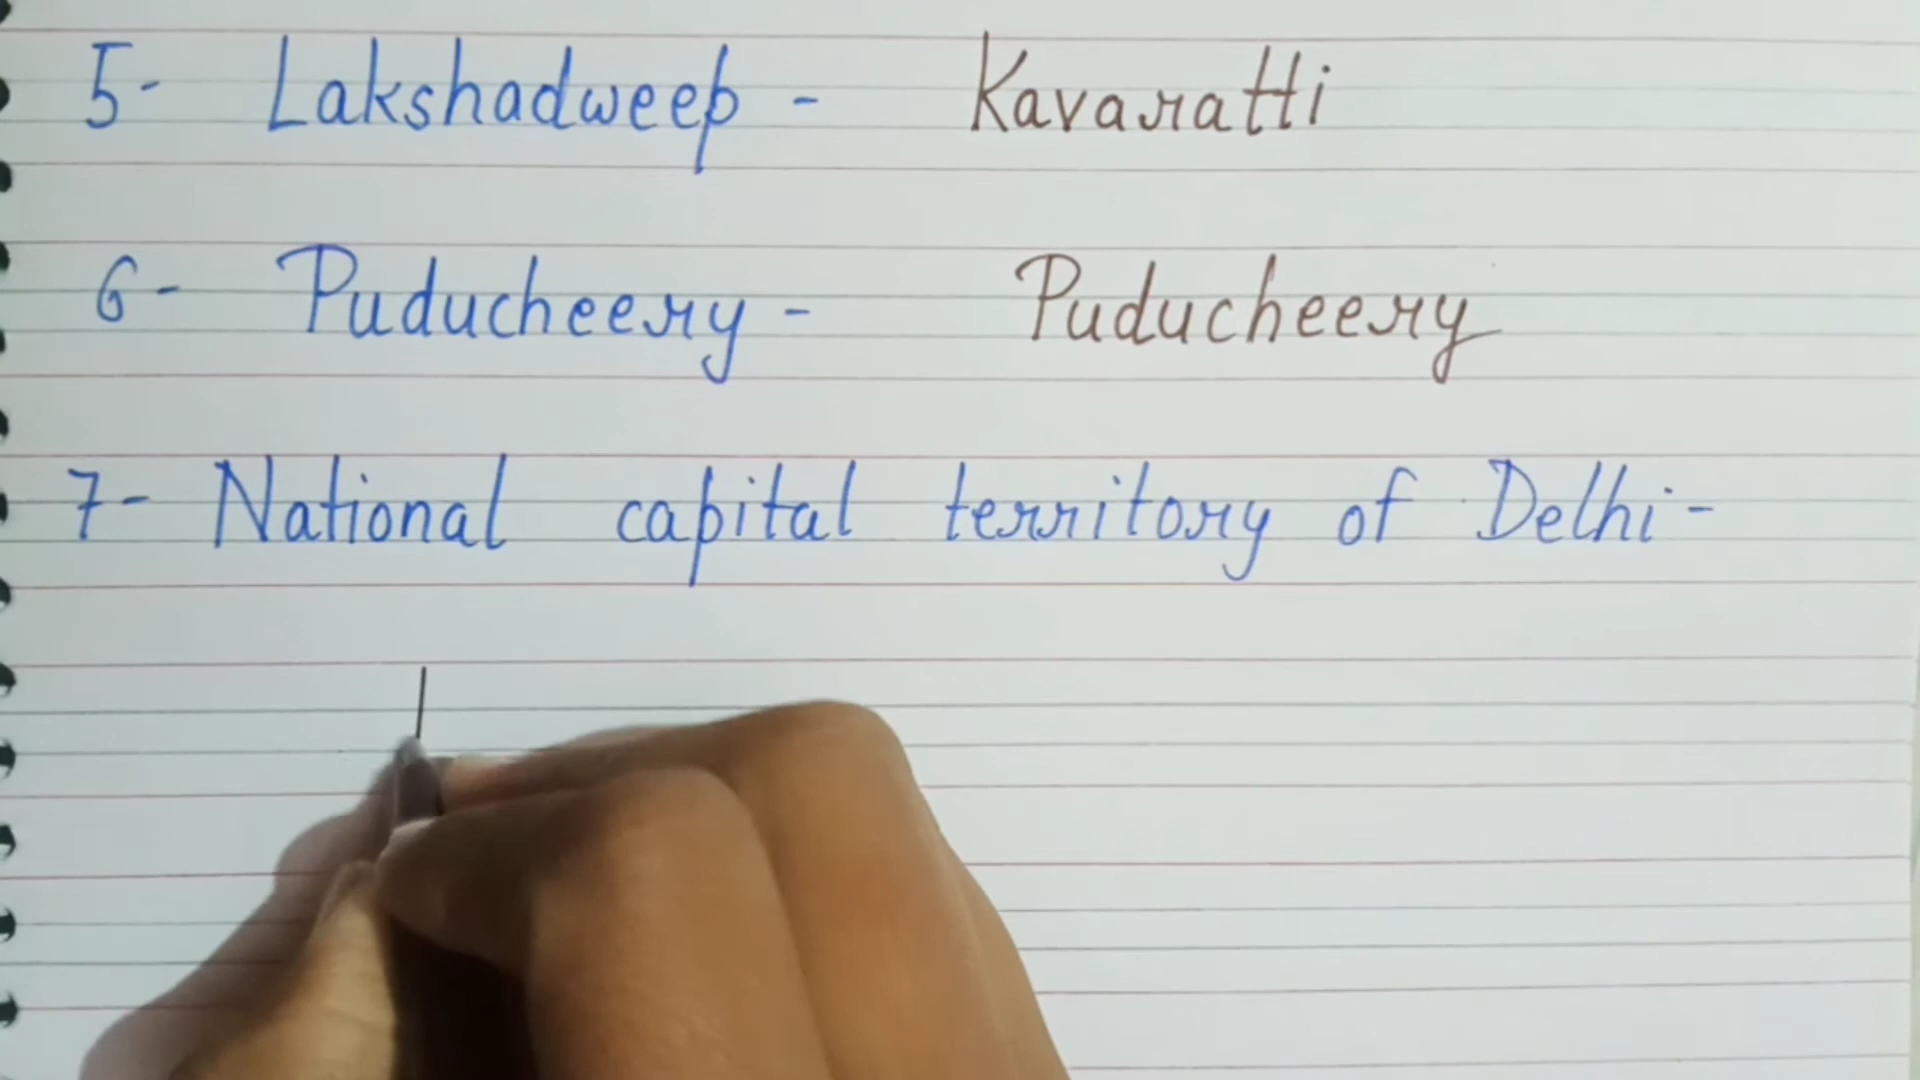 5- Lakshadweep - Kavaratti
6- Puducheery - Puducheery
7- National capital territory of Delhi-